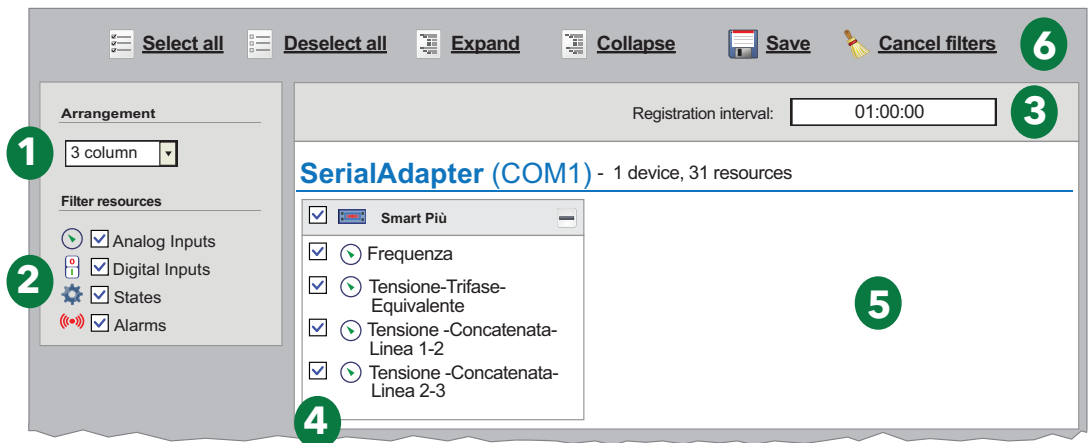 Select all
Deselect all
Expand
Collapse
Save
Cancel filters
6
Arrangement
1
3 column
Filter resources
2
Analog Inputs
Digital Inputs
States
Alarms
Registration interval:
01:00:00
3
SerialAdapter (COM1) - 1 device, 31 resources
Smart Più
Frequenza
Tensione-Trifase-
Equivalente
Tensione -Concatenata-
Linea 1-2
Tensione -Concatenata-
Linea 2-3
4
5